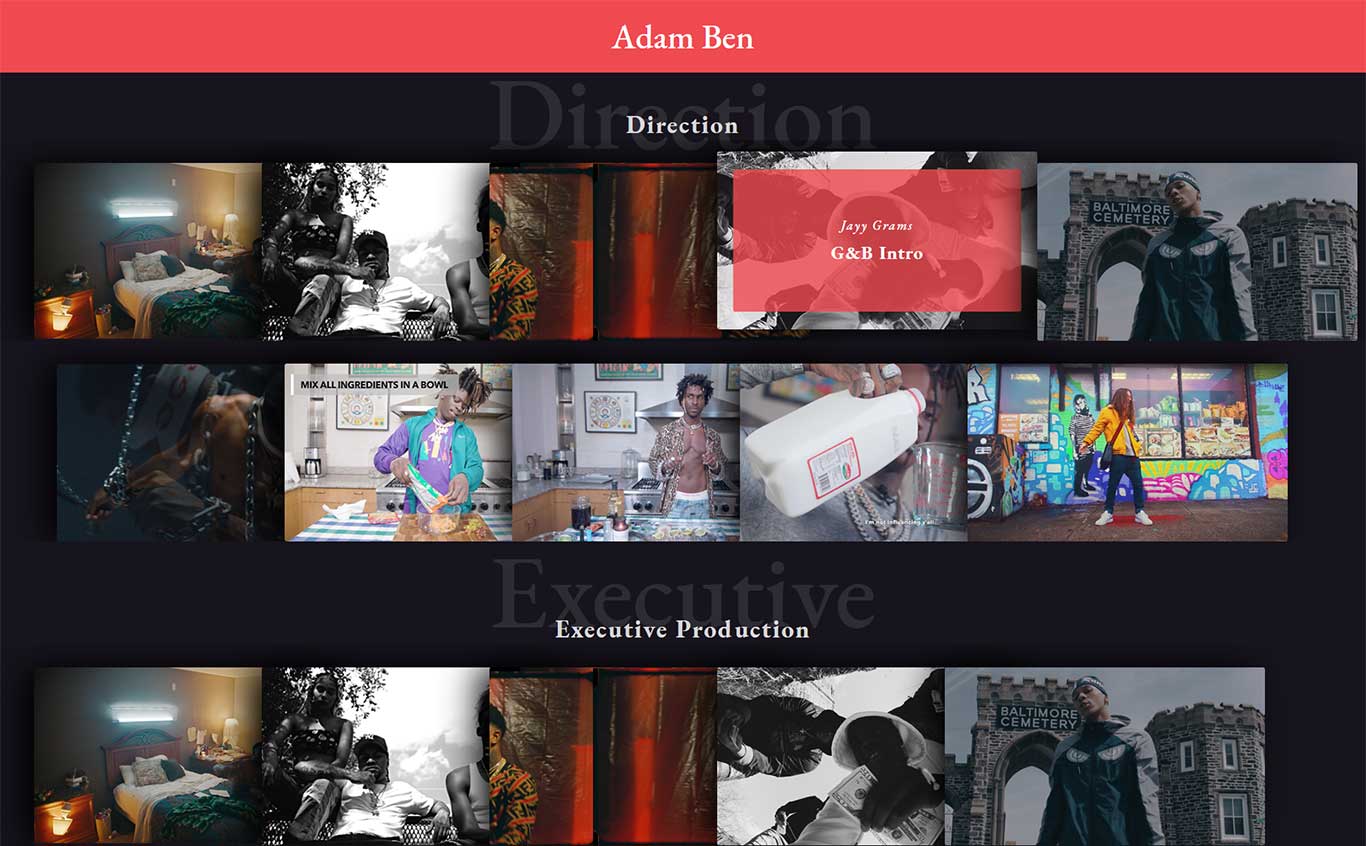 Adam Ben
Direction
Direction
Jayy Grams
G&B Intro
BALTIMORE
CEMETERY
MIX ALL INGREDIENTS IN A BOWL
I'm not influencing y'all
Executive
Executive Production
BALTIMORE
CEMETERY